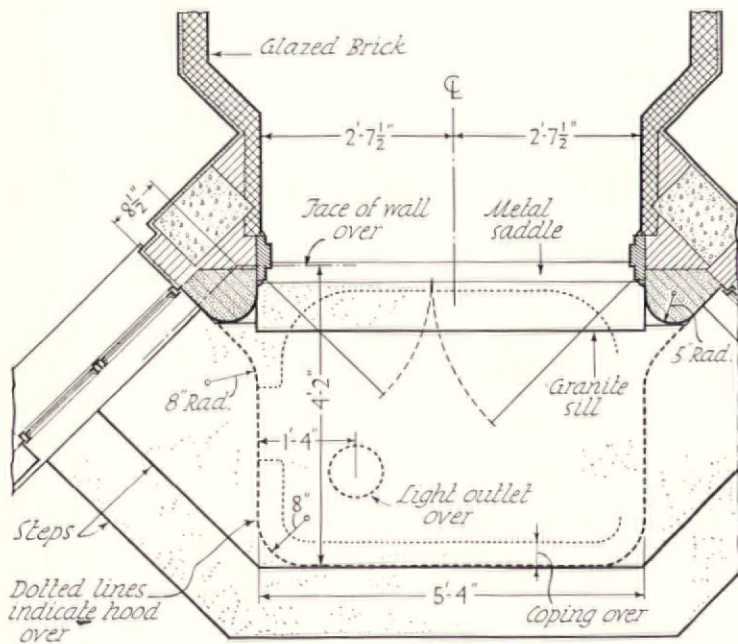 Glazed Brick
℄
2'-7½"
2'-7½"
8½"
Face of wall
over
Metal
saddle
5" Rad.
8" Rad.
4'-2"
Granite
sill
1'-4"
8"
Light outlet
over
Steps
Dotted lines
indicate hood
over
5'-4"
Coping over